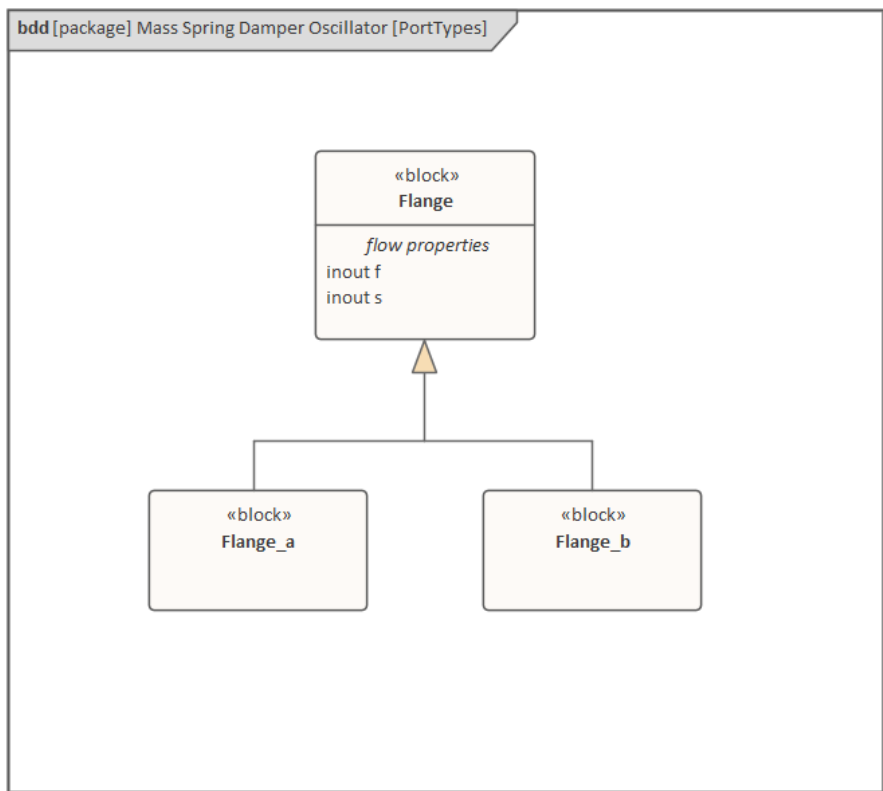 bdd [package] Mass Spring Damper Oscillator [PortTypes]
«block»
Flange
flow properties
inout f
inout s
«block»
Flange_a
«block»
Flange_b